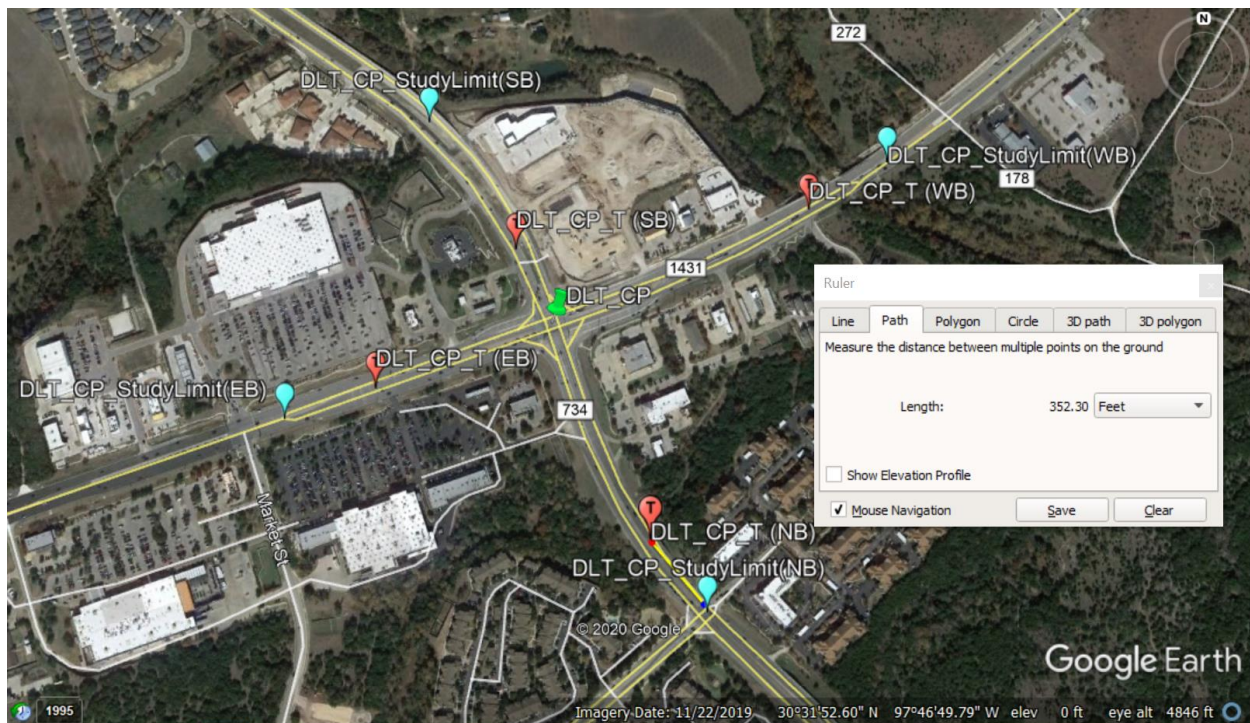 N
272
DLT_CP_StudyLimit(SB)
DLT_CP_StudyLimit(WB)
178
T
DLT_CP_T (WB)
T
DLT_CP_T (SB)
1431
DLT_CP
Ruler
x
Line Path Polygon Circle 3D path 3D polygon
Measure the distance between multiple points on the ground
Length: 352.30 Feet
Show Elevation Profile
Mouse Navigation Save Clear
T
DLT_CP_T (EB)
DLT_CP_StudyLimit(EB)
734
Market St
T
DLT_CP_T (NB)
DLT_CP_StudyLimit(NB)
© 2020 Google
Google Earth
1995
Imagery Date: 11/22/2019 30°31'52.60" N 97°46'49.79" W elev 0 ft eye alt 4846 ft